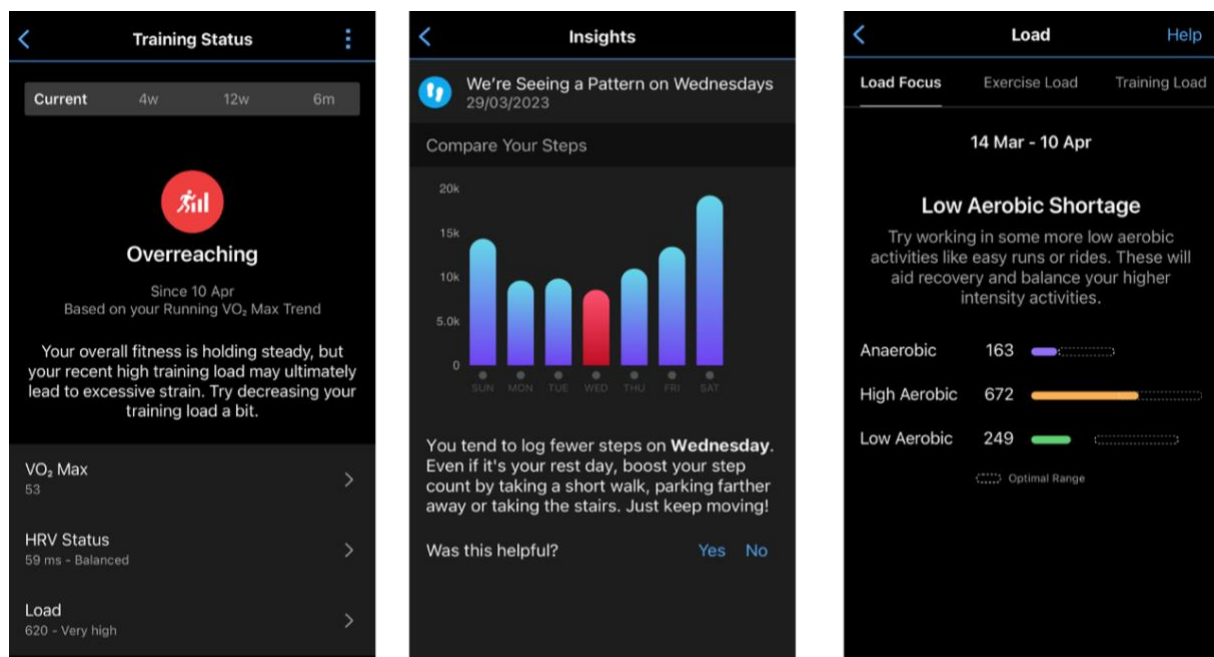 Training Status
Current 4w 12w 6m
Overreaching
Since 10 Apr
Based on your Running VO₂ Max Trend
Your overall fitness is holding steady, but
your recent high training load may ultimately
lead to excessive strain. Try decreasing your
training load a bit.
VO₂ Max
53
HRV Status
59 ms - Balanced
Load
620 - Very high
Insights
We're Seeing a Pattern on Wednesdays
29/03/2023
Compare Your Steps
20k
15k
10k
5.0k
0
SUN MON TUE WED THU FRI SAT
You tend to log fewer steps on Wednesday.
Even if it's your rest day, boost your step
count by taking a short walk, parking farther
away or taking the stairs. Just keep moving!
Was this helpful? Yes No
Load Help
Load Focus Exercise Load Training Load
14 Mar - 10 Apr
Low Aerobic Shortage
Try working in some more low aerobic
activities like easy runs or rides. These will
aid recovery and balance your higher
intensity activities.
Anaerobic 163
High Aerobic 672
Low Aerobic 249
Optimal Range